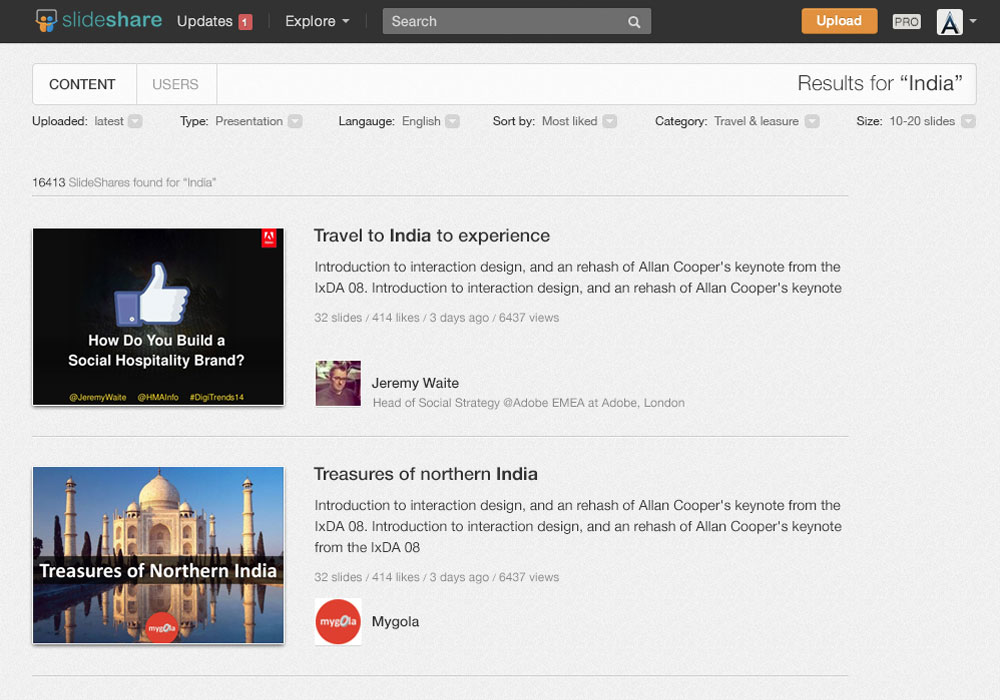 slideshare Updates 1 Explore Search Upload PRO
CONTENT USERS Results for “India”
Uploaded: latest Type: Presentation Langauge: English Sort by: Most liked Category: Travel & leasure Size: 10-20 slides
16413 SlideShares found for “India”
How Do You Build a
Social Hospitality Brand?
@JeremyWaite @HMAInfo #DigiTrends14
Travel to India to experience
Introduction to interaction design, and an rehash of Allan Cooper's keynote from the
IxDA 08. Introduction to interaction design, and an rehash of Allan Cooper's keynote
32 slides / 414 likes / 3 days ago / 6437 views
Jeremy Waite
Head of Social Strategy @Adobe EMEA at Adobe, London
Treasures of Northern India
mygola
Treasures of northern India
Introduction to interaction design, and an rehash of Allan Cooper's keynote from the
IxDA 08. Introduction to interaction design, and an rehash of Allan Cooper's keynote
from the IxDA 08
32 slides / 414 likes / 3 days ago / 6437 views
mygola
Mygola